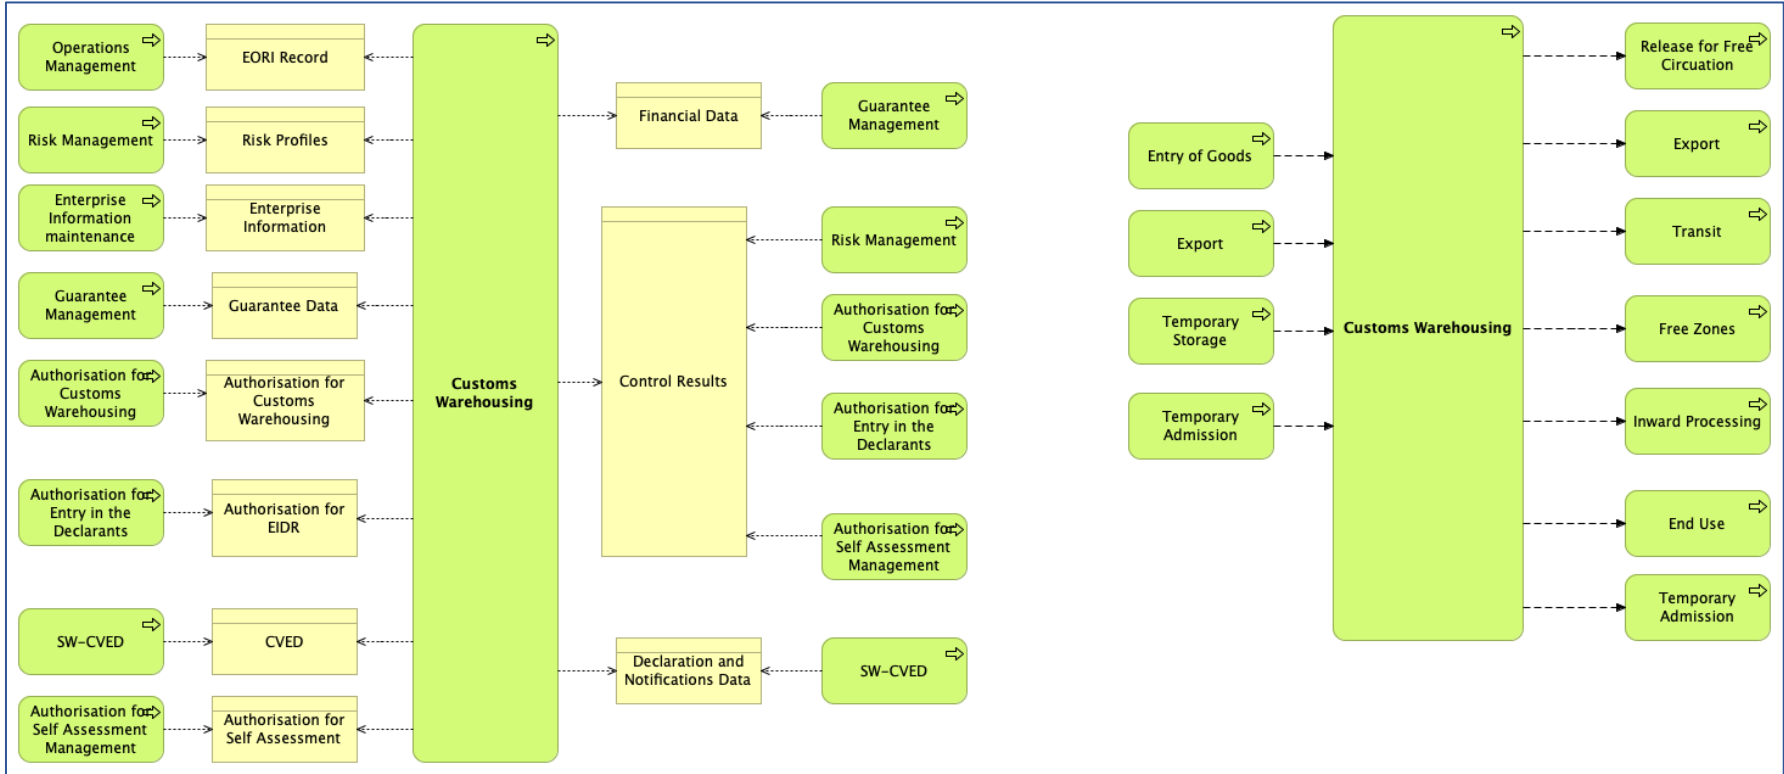 Operations
Management
EORI Record
Risk Management
Risk Profiles
Enterprise
Information
maintenance
Enterprise
Information
Guarantee
Management
Guarantee Data
Authorisation for
Customs
Warehousing
Authorisation for
Customs
Warehousing
Authorisation for
Entry in the
Declarants
Authorisation for
EIDR
SW-CVED
CVED
Authorisation for
Self Assessment
Management
Authorisation for
Self Assessment
Customs
Warehousing
Financial Data
Guarantee
Management
Control Results
Risk Management
Authorisation for
Customs
Warehousing
Authorisation for
Entry in the
Declarants
Authorisation for
Self Assessment
Management
Declaration and
Notifications Data
SW-CVED
Entry of Goods
Export
Temporary
Storage
Temporary
Admission
Customs Warehousing
Release for Free
Circuation
Export
Transit
Free Zones
Inward Processing
End Use
Temporary
Admission